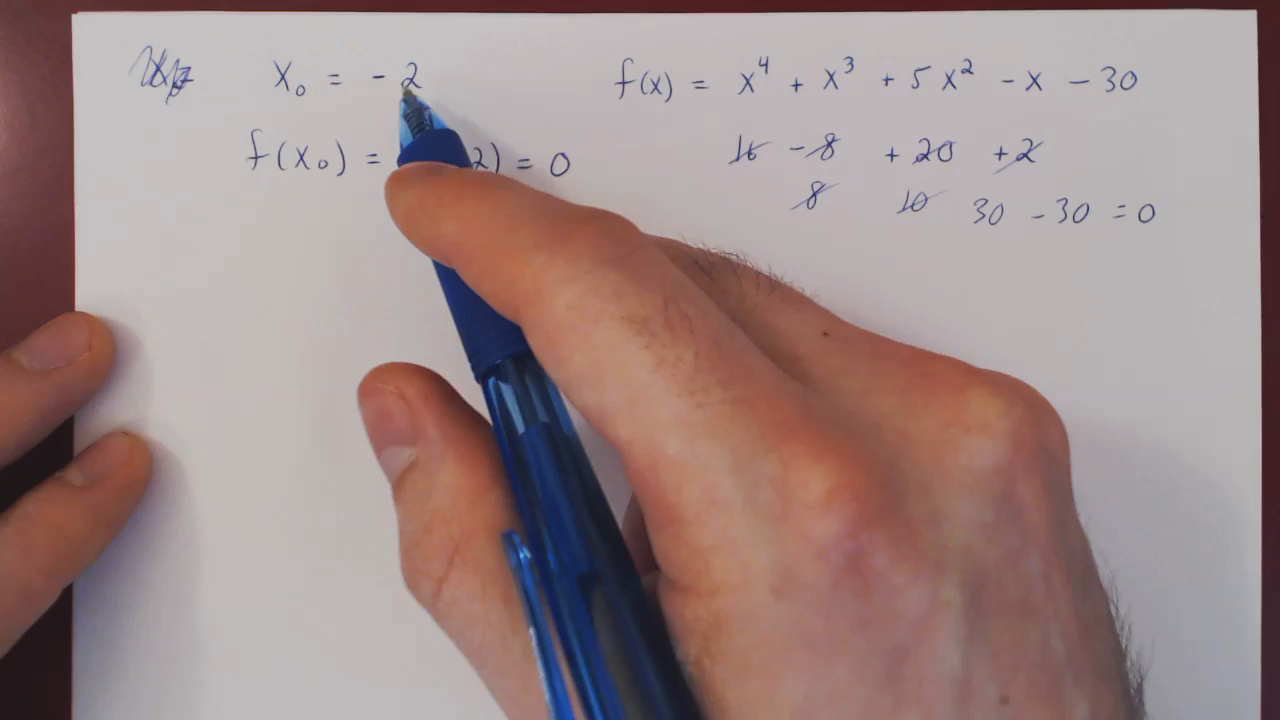 x₀ = -2
f(x) = x⁴ + x³ + 5x² - x - 30
f(x₀) = 2) = 0
16 - 8 + 20 + 2
8 10 30 - 30 = 0